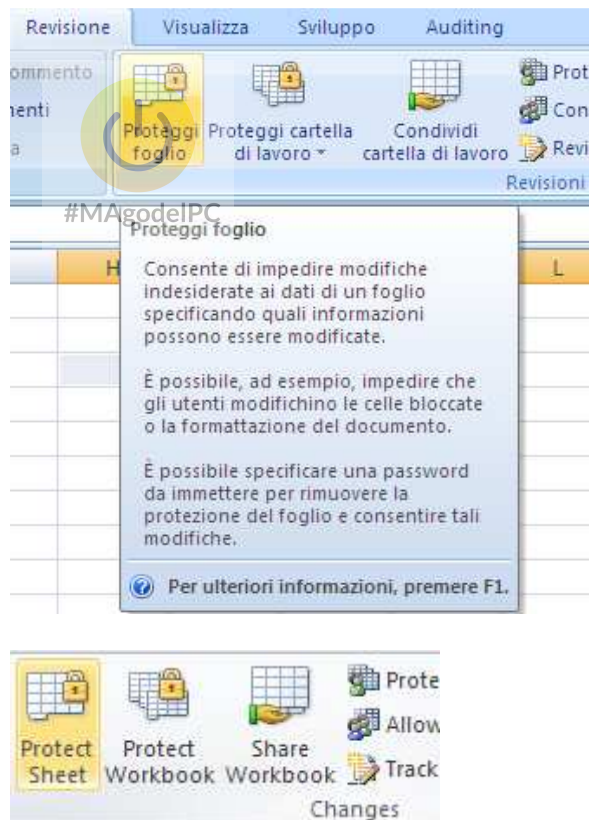 Revisione Visualizza Sviluppo Auditing
ommento
nenti
a
Proteggi foglio
Proteggi cartella di lavoro
Condividi cartella di lavoro
Prot
Con
Revi
Revisioni
#MAgodelPC
Proteggi foglio
H L
Consente di impedire modifiche
indesiderate ai dati di un foglio
specificando quali informazioni
possono essere modificate.
È possibile, ad esempio, impedire che
gli utenti modifichino le celle bloccate
o la formattazione del documento.
È possibile specificare una password
da immettere per rimuovere la
protezione del foglio e consentire tali
modifiche.
Per ulteriori informazioni, premere F1.
Protect Sheet
Protect Workbook
Share Workbook
Prote
Allow
Track
Changes